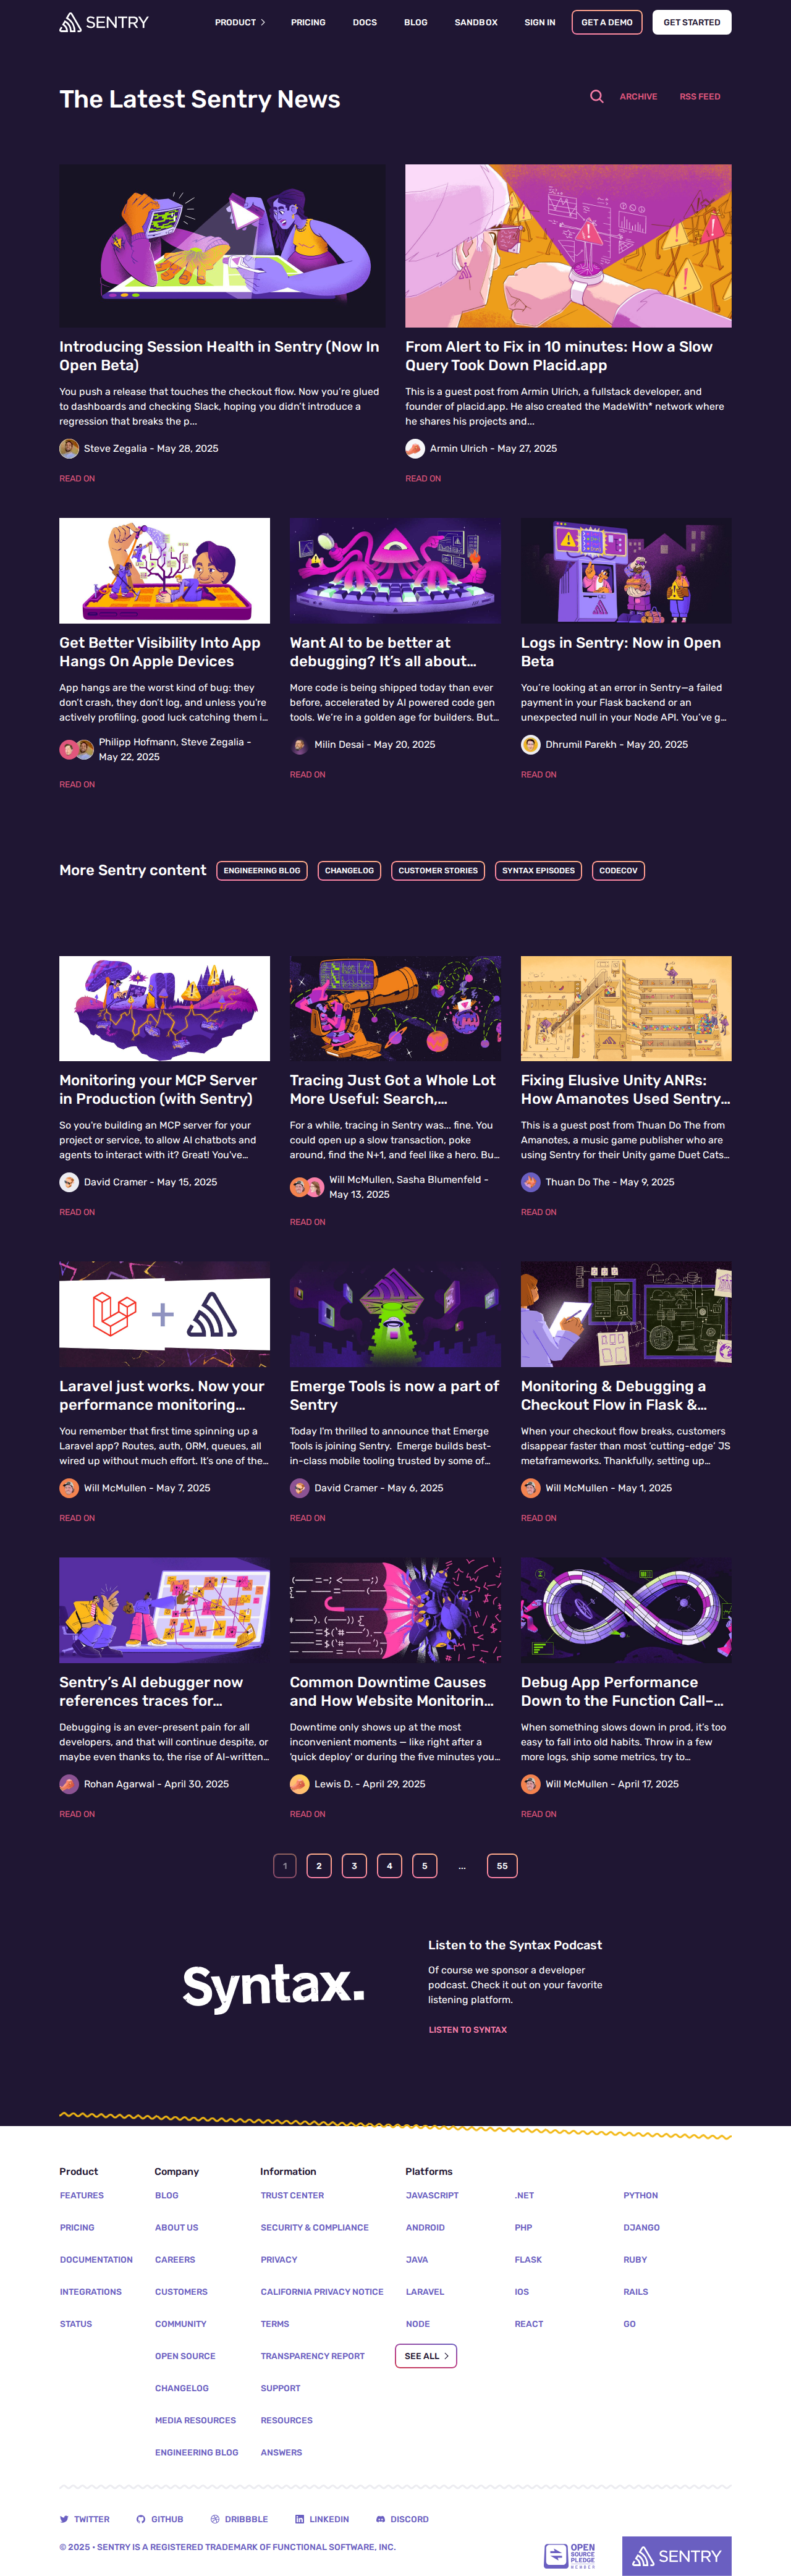 SENTRY
PRODUCT
PRICING
DOCS
BLOG
SANDBOX
SIGN IN
GET A DEMO
GET STARTED
The Latest Sentry News
ARCHIVE
RSS FEED
Introducing Session Health in Sentry (Now In
Open Beta)
You push a release that touches the checkout flow. Now you're glued
to dashboards and checking Slack, hoping you didn't introduce a
regression that breaks the p...
Steve Zegalia - May 28, 2025
READ ON
From Alert to Fix in 10 minutes: How a Slow
Query Took Down Placid.app
This is a guest post from Armin Ulrich, a fullstack developer, and
founder of placid.app. He also created the MadeWith* network where
he shares his projects and...
Armin Ulrich - May 27, 2025
READ ON
Get Better Visibility Into App
Hangs On Apple Devices
App hangs are the worst kind of bug: they
don't crash, they don't log, and unless you're
actively profiling, good luck catching them i...
Philipp Hofmann, Steve Zegalia -
May 22, 2025
READ ON
Want AI to be better at
debugging? It's all about...
More code is being shipped today than ever
before, accelerated by AI powered code gen
tools. We're in a golden age for builders. But...
Milin Desai - May 20, 2025
READ ON
Logs in Sentry: Now in Open
Beta
You're looking at an error in Sentry—a failed
payment in your Flask backend or an
unexpected null in your Node API. You've g...
Dhrumil Parekh - May 20, 2025
READ ON
More Sentry content
ENGINEERING BLOG
CHANGELOG
CUSTOMER STORIES
SYNTAX EPISODES
CODECOV
Monitoring your MCP Server
in Production (with Sentry)
So you're building an MCP server for your
project or service, to allow AI chatbots and
agents to interact with it? Great! You've...
David Cramer - May 15, 2025
READ ON
Tracing Just Got a Whole Lot
More Useful: Search,...
For a while, tracing in Sentry was... fine. You
could open up a slow transaction, poke
around, find the N+1, and feel like a hero. Bu...
Will McMullen, Sasha Blumenfeld -
May 13, 2025
READ ON
Fixing Elusive Unity ANRs:
How Amanotes Used Sentry...
This is a guest post from Thuan Do The from
Amanotes, a music game publisher who are
using Sentry for their Unity game Duet Cats...
Thuan Do The - May 9, 2025
READ ON
Laravel just works. Now your
performance monitoring...
You remember that first time spinning up a
Laravel app? Routes, auth, ORM, queues, all
wired up without much effort. It's one of the...
Will McMullen - May 7, 2025
READ ON
Emerge Tools is now a part of
Sentry
Today I'm thrilled to announce that Emerge
Tools is joining Sentry.  Emerge builds best-
in-class mobile tooling trusted by some of...
David Cramer - May 6, 2025
READ ON
Monitoring & Debugging a
Checkout Flow in Flask &...
When your checkout flow breaks, customers
disappear faster than most 'cutting-edge' JS
metaframeworks. Thankfully, setting up...
Will McMullen - May 1, 2025
READ ON
Sentry's AI debugger now
references traces for...
Debugging is an ever-present pain for all
developers, and that will continue despite, or
maybe even thanks to, the rise of AI-written...
Rohan Agarwal - April 30, 2025
READ ON
Common Downtime Causes
and How Website Monitorin...
Downtime only shows up at the most
inconvenient moments — like right after a
'quick deploy' or during the five minutes you...
Lewis D. - April 29, 2025
READ ON
Debug App Performance
Down to the Function Call–...
When something slows down in prod, it's too
easy to fall into old habits. Throw in a few
more logs, ship some metrics, try to...
Will McMullen - April 17, 2025
READ ON
1
2
3
4
5
...
55
Syntax.
Listen to the Syntax Podcast
Of course we sponsor a developer
podcast. Check it out on your favorite
listening platform.
LISTEN TO SYNTAX
Product
FEATURES
PRICING
DOCUMENTATION
INTEGRATIONS
STATUS
Company
BLOG
ABOUT US
CAREERS
CUSTOMERS
COMMUNITY
OPEN SOURCE
CHANGELOG
MEDIA RESOURCES
ENGINEERING BLOG
Information
TRUST CENTER
SECURITY & COMPLIANCE
PRIVACY
CALIFORNIA PRIVACY NOTICE
TERMS
TRANSPARENCY REPORT
SUPPORT
RESOURCES
ANSWERS
Platforms
JAVASCRIPT
ANDROID
JAVA
LARAVEL
NODE
SEE ALL
.NET
PHP
FLASK
IOS
REACT
PYTHON
DJANGO
RUBY
RAILS
GO
TWITTER
GITHUB
DRIBBBLE
LINKEDIN
DISCORD
© 2025 • SENTRY IS A REGISTERED TRADEMARK OF FUNCTIONAL SOFTWARE, INC.
OPEN
SOURCE
PLEDGE
MEMBER
SENTRY